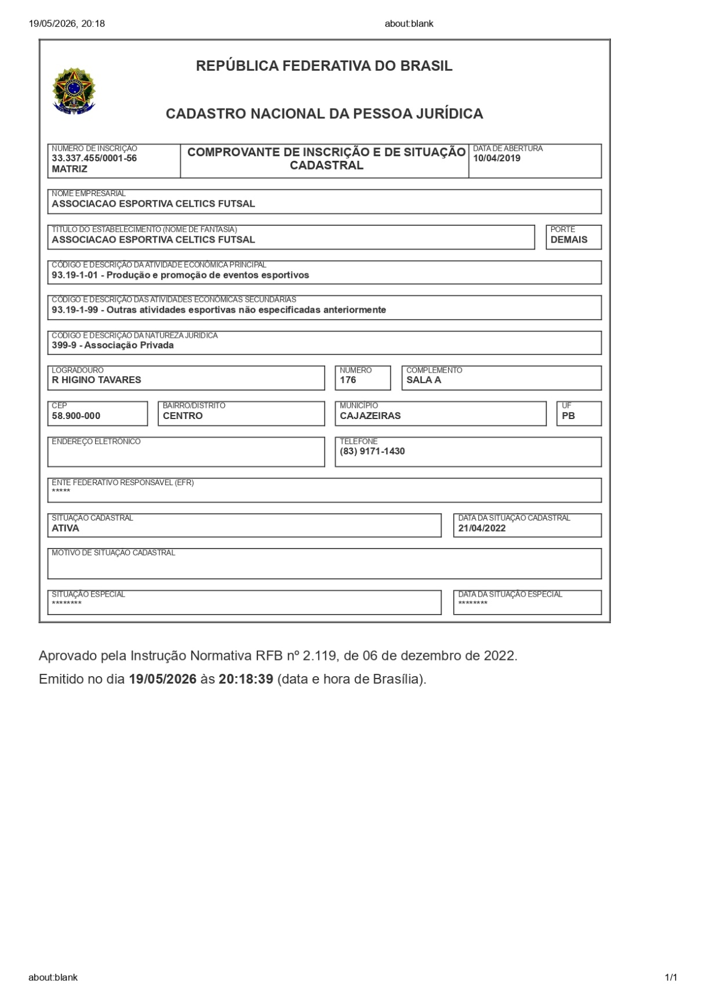 19/05/2026, 20:18
about:blank
REPÚBLICA FEDERATIVA DO BRASIL
CADASTRO NACIONAL DA PESSOA JURÍDICA
NÚMERO DE INSCRIÇÃO
33.337.455/0001-56
MATRIZ
COMPROVANTE DE INSCRIÇÃO E DE SITUAÇÃO
CADASTRAL
DATA DE ABERTURA
10/04/2019
NOME EMPRESARIAL
ASSOCIACAO ESPORTIVA CELTICS FUTSAL
TÍTULO DO ESTABELECIMENTO (NOME DE FANTASIA)
ASSOCIACAO ESPORTIVA CELTICS FUTSAL
PORTE
DEMAIS
CÓDIGO E DESCRIÇÃO DA ATIVIDADE ECONÔMICA PRINCIPAL
93.19-1-01 - Produção e promoção de eventos esportivos
CÓDIGO E DESCRIÇÃO DAS ATIVIDADES ECONÔMICAS SECUNDÁRIAS
93.19-1-99 - Outras atividades esportivas não especificadas anteriormente
CÓDIGO E DESCRIÇÃO DA NATUREZA JURÍDICA
399-9 - Associação Privada
LOGRADOURO
R HIGINO TAVARES
NÚMERO
176
COMPLEMENTO
SALA A
CEP
58.900-000
BAIRRO/DISTRITO
CENTRO
MUNICÍPIO
CAJAZEIRAS
UF
PB
ENDEREÇO ELETRÔNICO
TELEFONE
(83) 9171-1430
ENTE FEDERATIVO RESPONSÁVEL (EFR)
*****
SITUAÇÃO CADASTRAL
ATIVA
DATA DA SITUAÇÃO CADASTRAL
21/04/2022
MOTIVO DE SITUAÇÃO CADASTRAL
SITUAÇÃO ESPECIAL
********
DATA DA SITUAÇÃO ESPECIAL
********
Aprovado pela Instrução Normativa RFB nº 2.119, de 06 de dezembro de 2022.
Emitido no dia 19/05/2026 às 20:18:39 (data e hora de Brasília).
about:blank
1/1